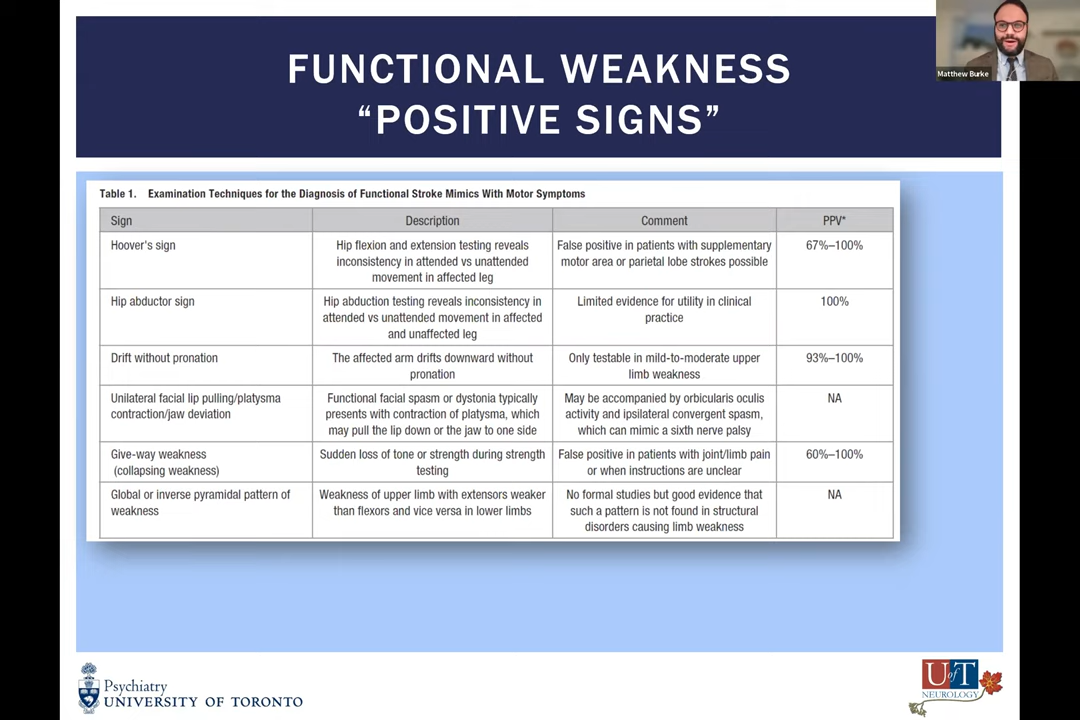 FUNCTIONAL WEAKNESS
“POSITIVE SIGNS”
Matthew Burke
Table 1. Examination Techniques for the Diagnosis of Functional Stroke Mimics With Motor Symptoms
Sign Description Comment PPV*
Hoover's sign
Hip flexion and extension testing reveals
inconsistency in attended vs unattended
movement in affected leg
False positive in patients with supplementary
motor area or parietal lobe strokes possible
67%–100%
Hip abductor sign
Hip abduction testing reveals inconsistency in
attended vs unattended movement in affected
and unaffected leg
Limited evidence for utility in clinical
practice
100%
Drift without pronation
The affected arm drifts downward without
pronation
Only testable in mild-to-moderate upper
limb weakness
93%–100%
Unilateral facial lip pulling/platysma
contraction/jaw deviation
Functional facial spasm or dystonia typically
presents with contraction of platysma, which
may pull the lip down or the jaw to one side
May be accompanied by orbicularis oculis
activity and ipsilateral convergent spasm,
which can mimic a sixth nerve palsy
NA
Give-way weakness
(collapsing weakness)
Sudden loss of tone or strength during strength
testing
False positive in patients with joint/limb pain
or when instructions are unclear
60%–100%
Global or inverse pyramidal pattern of
weakness
Weakness of upper limb with extensors weaker
than flexors and vice versa in lower limbs
No formal studies but good evidence that
such a pattern is not found in structural
disorders causing limb weakness
NA
Psychiatry
UNIVERSITY OF TORONTO
U of T
NEUROLOGY